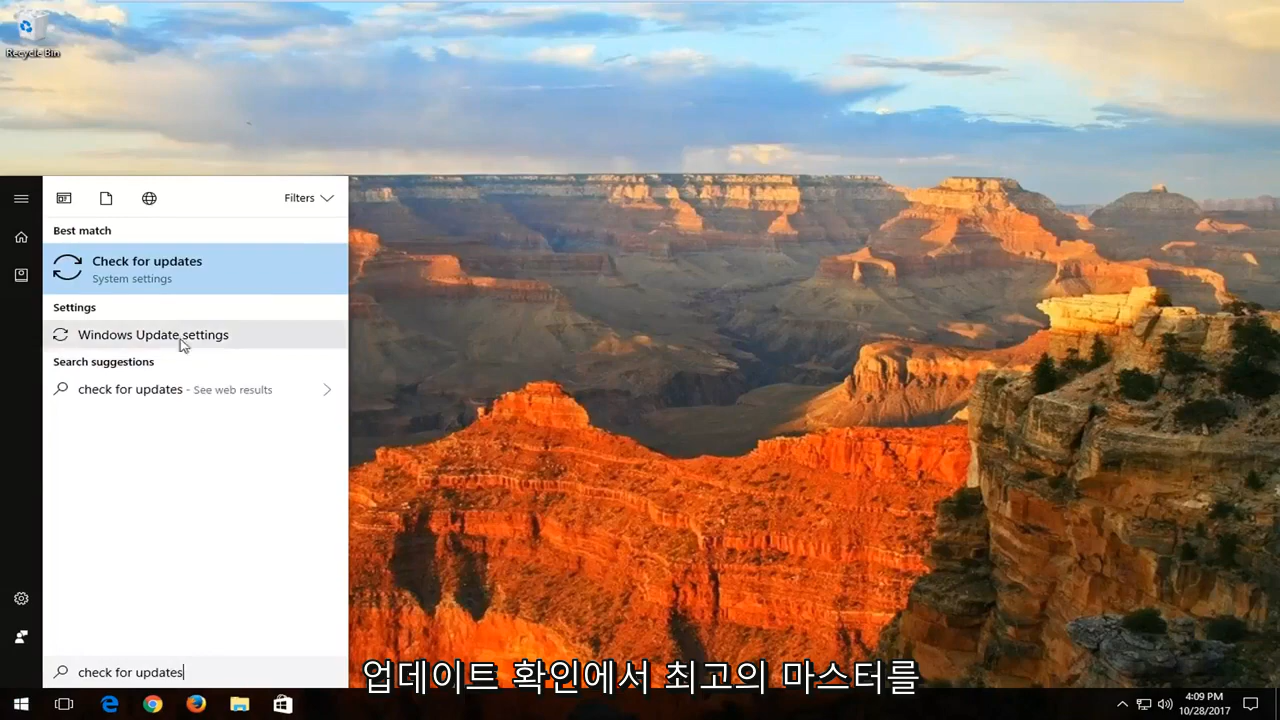 Recycle Bin
Filters
Best match
Check for updates
System settings
Settings
Windows Update settings
Search suggestions
check for updates - See web results
check for updates
업데이트 확인에서 최고의 마스터를
4:09 PM
10/28/2017